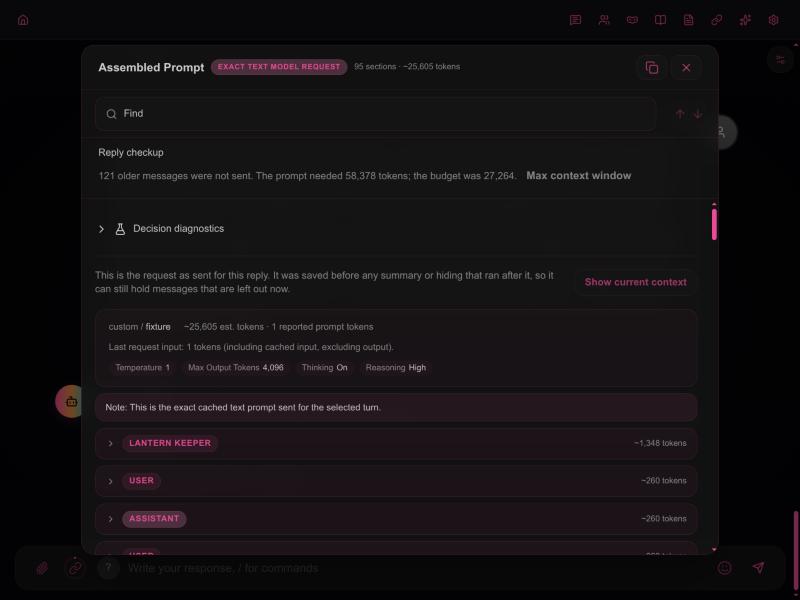 Assembled Prompt EXACT TEXT MODEL REQUEST 95 sections · ~25,605 tokens
Find
Reply checkup
121 older messages were not sent. The prompt needed 58,378 tokens; the budget was 27,264. Max context window
Decision diagnostics
This is the request as sent for this reply. It was saved before any summary or hiding that ran after it, so it
can still hold messages that are left out now.
Show current context
custom / fixture ~25,605 est. tokens · 1 reported prompt tokens
Last request input: 1 tokens (including cached input, excluding output).
Temperature 1 Max Output Tokens 4,096 Thinking On Reasoning High
Note: This is the exact cached text prompt sent for the selected turn.
LANTERN KEEPER ~1,348 tokens
USER ~260 tokens
ASSISTANT ~260 tokens
USER
? Write your response, / for commands